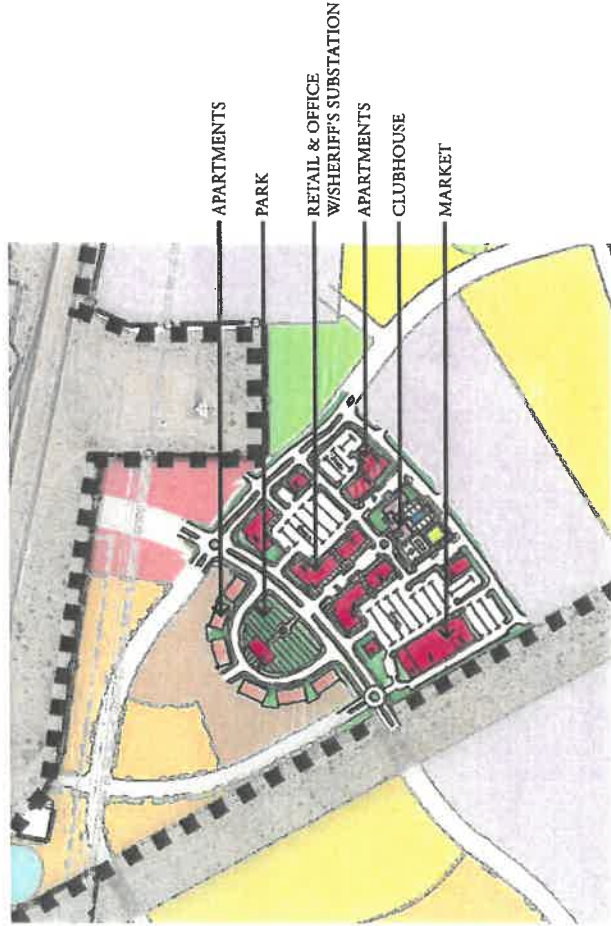 APARTMENTS
PARK
RETAIL & OFFICE
W/SHERIFF'S SUBSTATION
APARTMENTS
CLUBHOUSE
MARKET